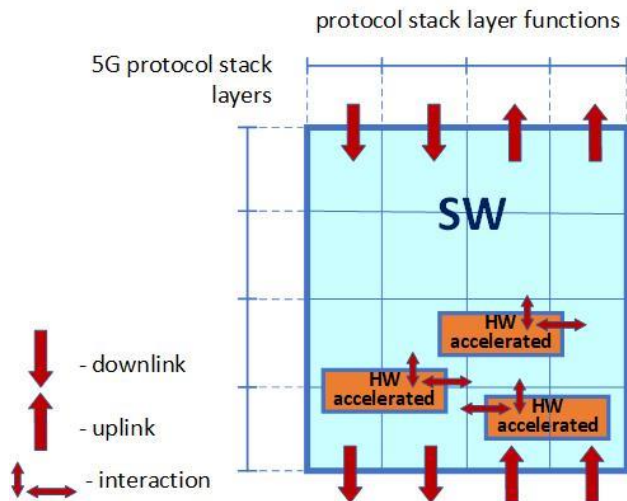 protocol stack layer functions
5G protocol stack
layers
SW
HW
accelerated
HW
accelerated
HW
accelerated
- downlink
- uplink
- interaction